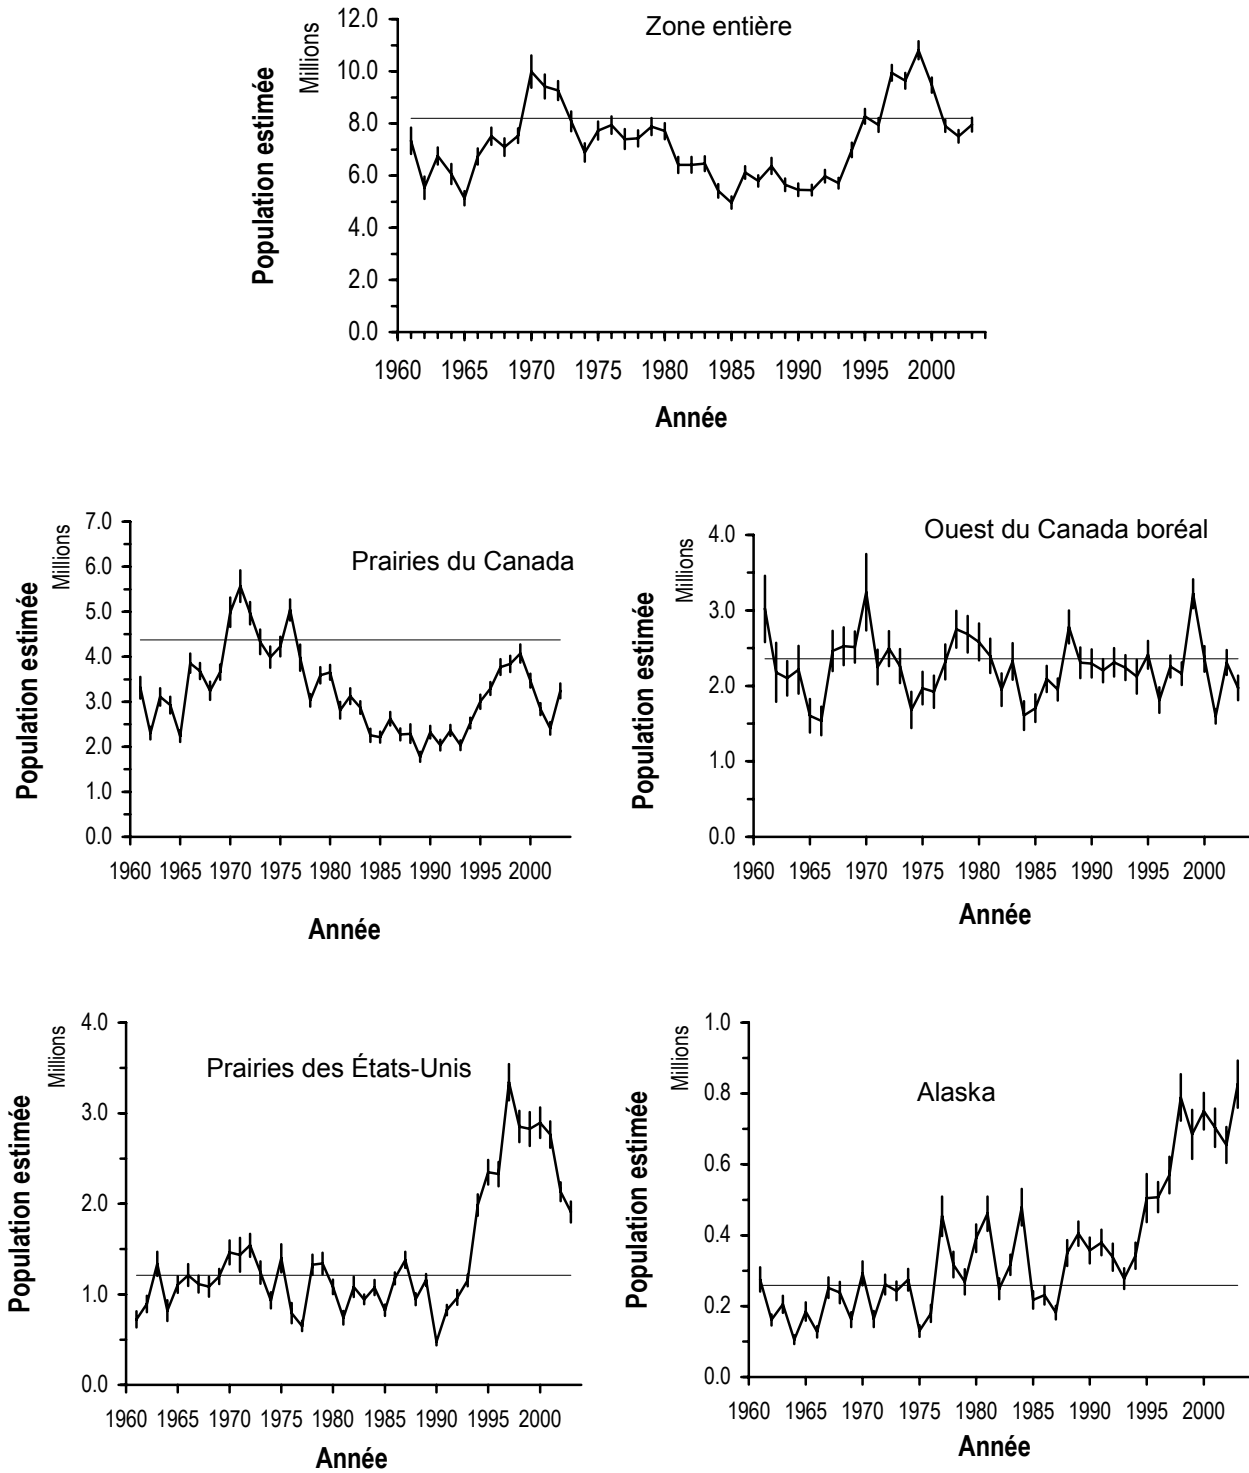 Zone entière
Population estimée
Millions
12.0
10.0
8.0
6.0
4.0
2.0
0.0
1960 1965 1970 1975 1980 1985 1990 1995 2000
Année
Prairies du Canada
Population estimée
Millions
7.0
6.0
5.0
4.0
3.0
2.0
1.0
0.0
1960 1965 1970 1975 1980 1985 1990 1995 2000
Année
Ouest du Canada boréal
Population estimée
Millions
4.0
3.0
2.0
1.0
0.0
1960 1965 1970 1975 1980 1985 1990 1995 2000
Année
Prairies des États-Unis
Population estimée
Millions
4.0
3.0
2.0
1.0
0.0
1960 1965 1970 1975 1980 1985 1990 1995 2000
Année
Alaska
Population estimée
Millions
1.0
0.8
0.6
0.4
0.2
0.0
1960 1965 1970 1975 1980 1985 1990 1995 2000
Année